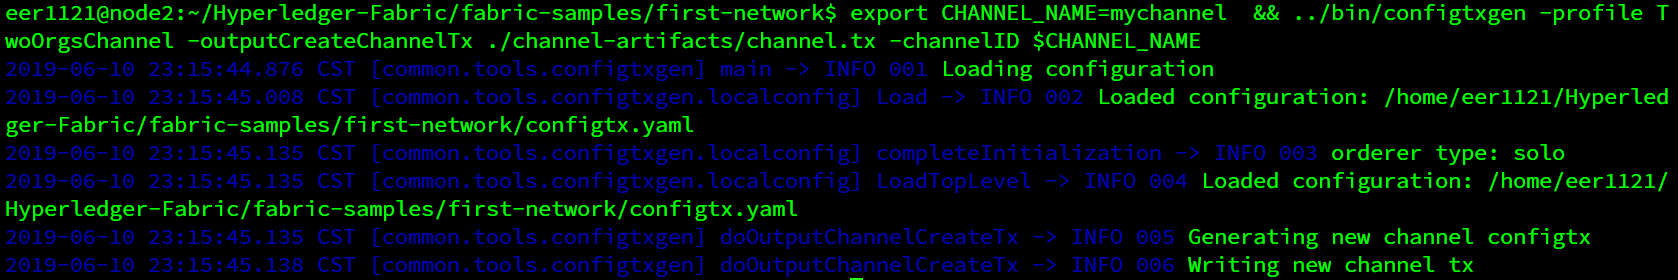 eer1121@node2:~/Hyperledger-Fabric/fabric-samples/first-network$ export CHANNEL_NAME=mychannel  && ../bin/configtxgen -profile T
woOrgsChannel -outputCreateChannelTx ./channel-artifacts/channel.tx -channelID $CHANNEL_NAME
2019-06-10 23:15:44.876 CST [common.tools.configtxgen] main -> INFO 001 Loading configuration
2019-06-10 23:15:45.008 CST [common.tools.configtxgen.localconfig] Load -> INFO 002 Loaded configuration: /home/eer1121/Hyperled
ger-Fabric/fabric-samples/first-network/configtx.yaml
2019-06-10 23:15:45.135 CST [common.tools.configtxgen.localconfig] completeInitialization -> INFO 003 orderer type: solo
2019-06-10 23:15:45.135 CST [common.tools.configtxgen.localconfig] LoadTopLevel -> INFO 004 Loaded configuration: /home/eer1121/
Hyperledger-Fabric/fabric-samples/first-network/configtx.yaml
2019-06-10 23:15:45.135 CST [common.tools.configtxgen] doOutputChannelCreateTx -> INFO 005 Generating new channel configtx
2019-06-10 23:15:45.138 CST [common.tools.configtxgen] doOutputChannelCreateTx -> INFO 006 Writing new channel tx